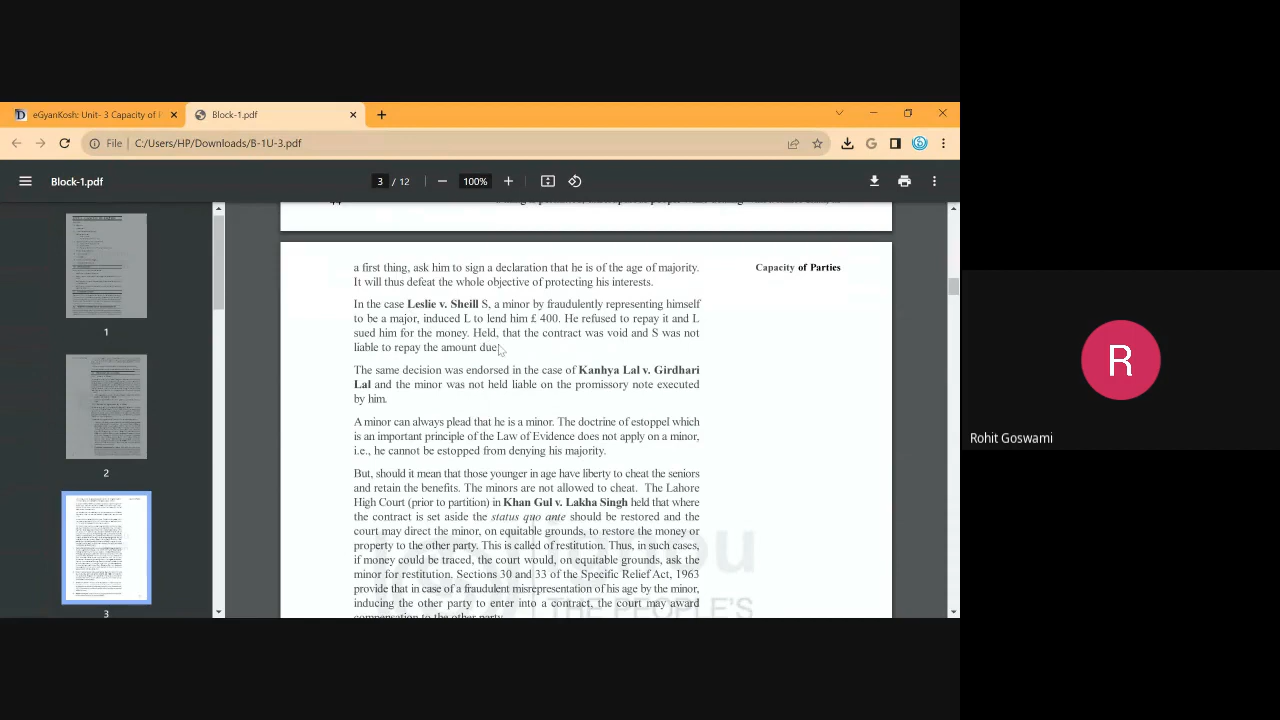 eGyanKosh: Unit- 3 Capacity of
Block-1.pdf
File
C:/Users/HP/Downloads/B-1U-3.pdf
Block-1.pdf
3 / 12
100%
1
2
3
a first thing, ask him to sign a declaration that he is of the age of majority.
It will thus defeat the whole objective of protecting his interests.
Capacity of Parties
In the case Leslie v. Sheill S, a minor by fraudulently representing himself
to be a major, induced L to lend him £ 400. He refused to repay it and L
sued him for the money. Held, that the contract was void and S was not
liable to repay the amount due.
The same decision was endorsed in the case of Kanhya Lal v. Girdhari
Lal and the minor was not held liable on the promissory note executed
by him.
A minor can always plead that he is a minor. The doctrine of estoppel which
is an important principle of the Law of Evidence does not apply on a minor,
i.e., he cannot be estopped from denying his majority.
But, should it mean that those younger in age have liberty to cheat the seniors
and retain the benefits. The minors are not allowed to cheat. The Lahore
High Court (prior to partition) in Khan Gul v. Lakha Singh held that where
the contract is set aside the status quo ante should be restored and the
court may direct the minor, on equitable grounds, to restore the money or
property to the other party. This is called of restitution. Thus, in such cases,
if money could be traced, the court would, on equitable grounds, ask the
minor for restitution. Sections 30 and 33 of the Specific Relief Act, 1963
provide that in case of a fraudulent misrepresentation of his age by the minor,
inducing the other party to enter into a contract, the court may award
compensation to the other party.
THE PEOPLE'S
R
Rohit Goswami